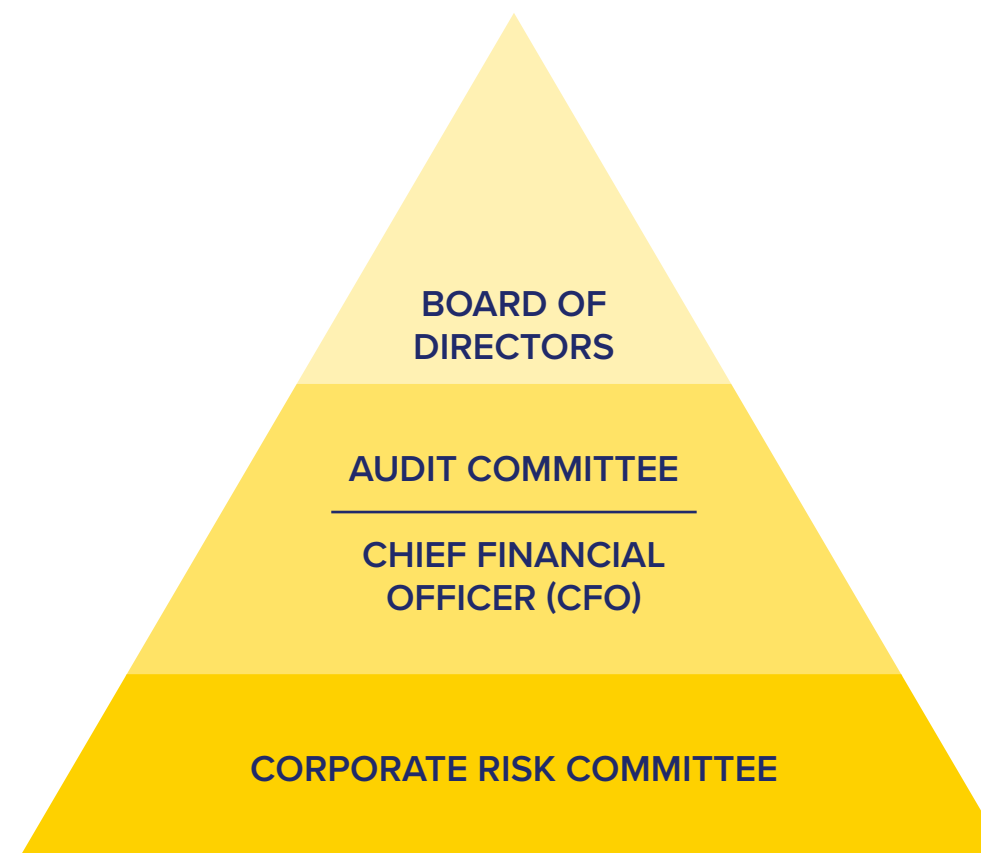 BOARD OF
DIRECTORS
AUDIT COMMITTEE
CHIEF FINANCIAL
OFFICER (CFO)
CORPORATE RISK COMMITTEE